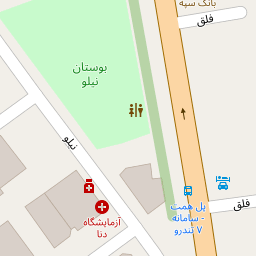 بانک سپه
فلق
بوستان
نیلو
نیلو
آزمایشگاه
دنا
پل همت
- سامانه
۷ تندرو
فلق